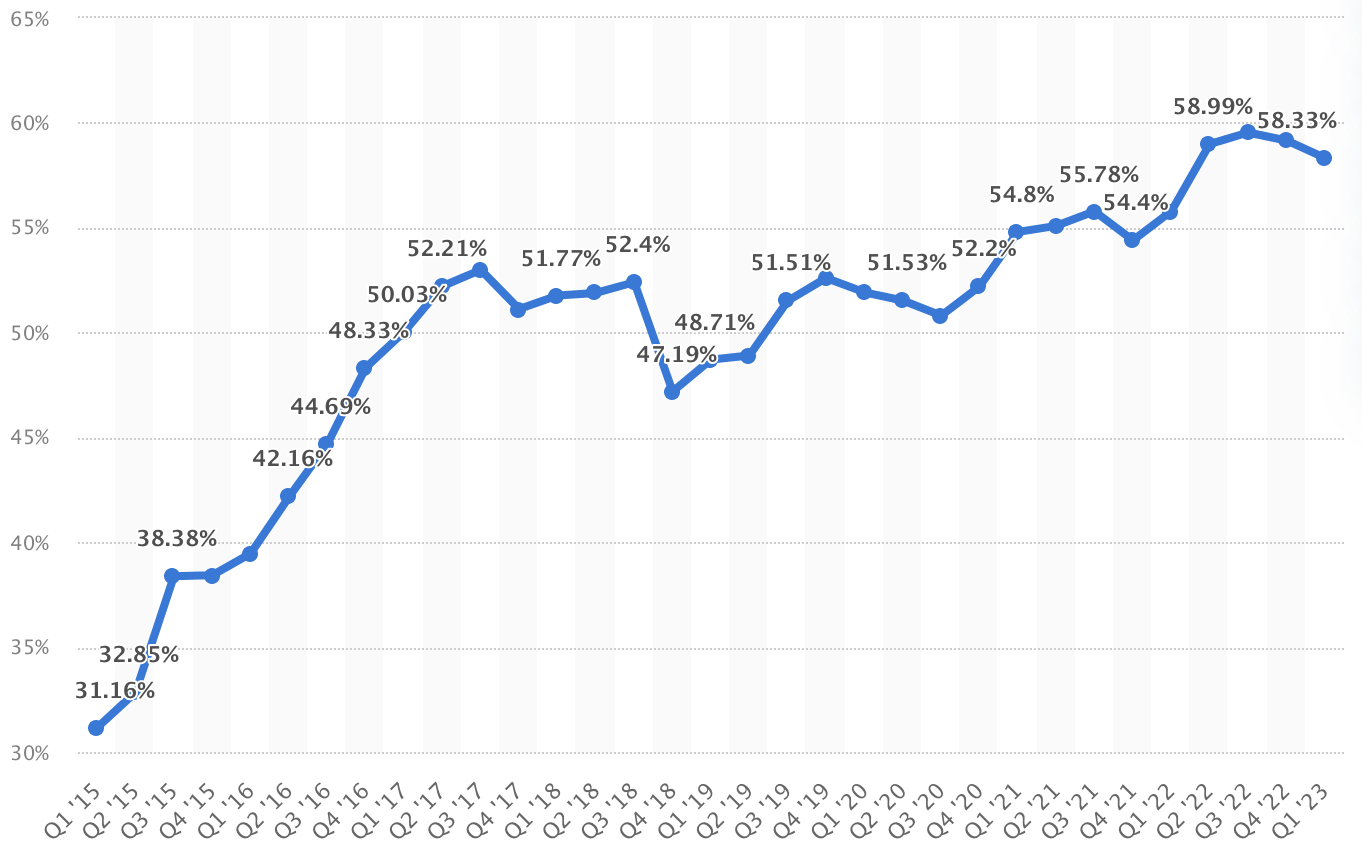 65%
60%
55%
50%
45%
40%
35%
30%
31.16%
32.85%
38.38%
42.16%
44.69%
48.33%
50.03%
52.21%
51.77%
52.4%
47.19%
48.71%
51.51%
51.53%
52.2%
54.8%
55.78%
54.4%
58.99%
58.33%
Q1 '15
Q2 '15
Q3 '15
Q4 '15
Q1 '16
Q2 '16
Q3 '16
Q4 '16
Q1 '17
Q2 '17
Q3 '17
Q4 '17
Q1 '18
Q2 '18
Q3 '18
Q4 '18
Q1 '19
Q2 '19
Q3 '19
Q4 '19
Q1 '20
Q2 '20
Q3 '20
Q4 '20
Q1 '21
Q2 '21
Q3 '21
Q4 '21
Q1 '22
Q2 '22
Q3 '22
Q4 '22
Q1 '23